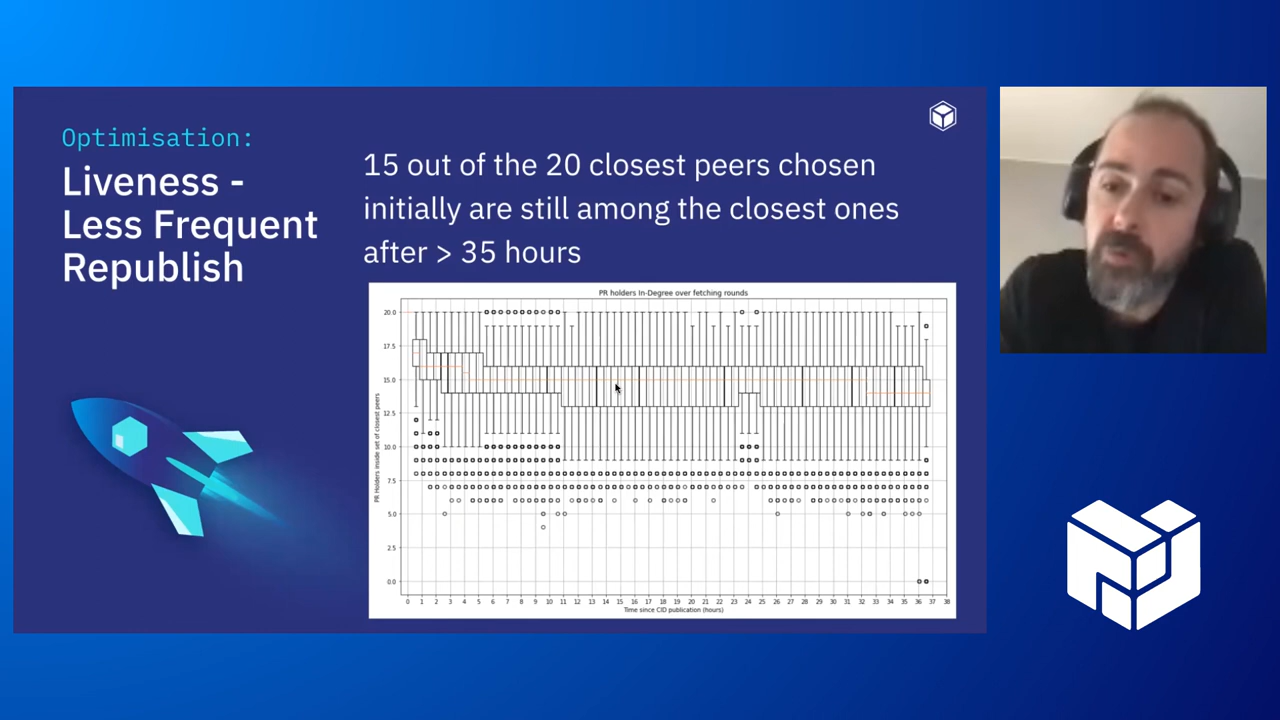 Optimisation:
Liveness -
Less Frequent
Republish
15 out of the 20 closest peers chosen
initially are still among the closest ones
after > 35 hours
PR holders In-Degree over fetching rounds
PR Holders inside set of closest peers
20.0
17.5
15.0
12.5
10.0
7.5
5.0
2.5
0.0
0 1 2 3 4 5 6 7 8 9 10 11 12 13 14 15 16 17 18 19 20 21 22 23 24 25 26 27 28 29 30 31 32 33 34 35 36 37 38
Time since CID publication (hours)